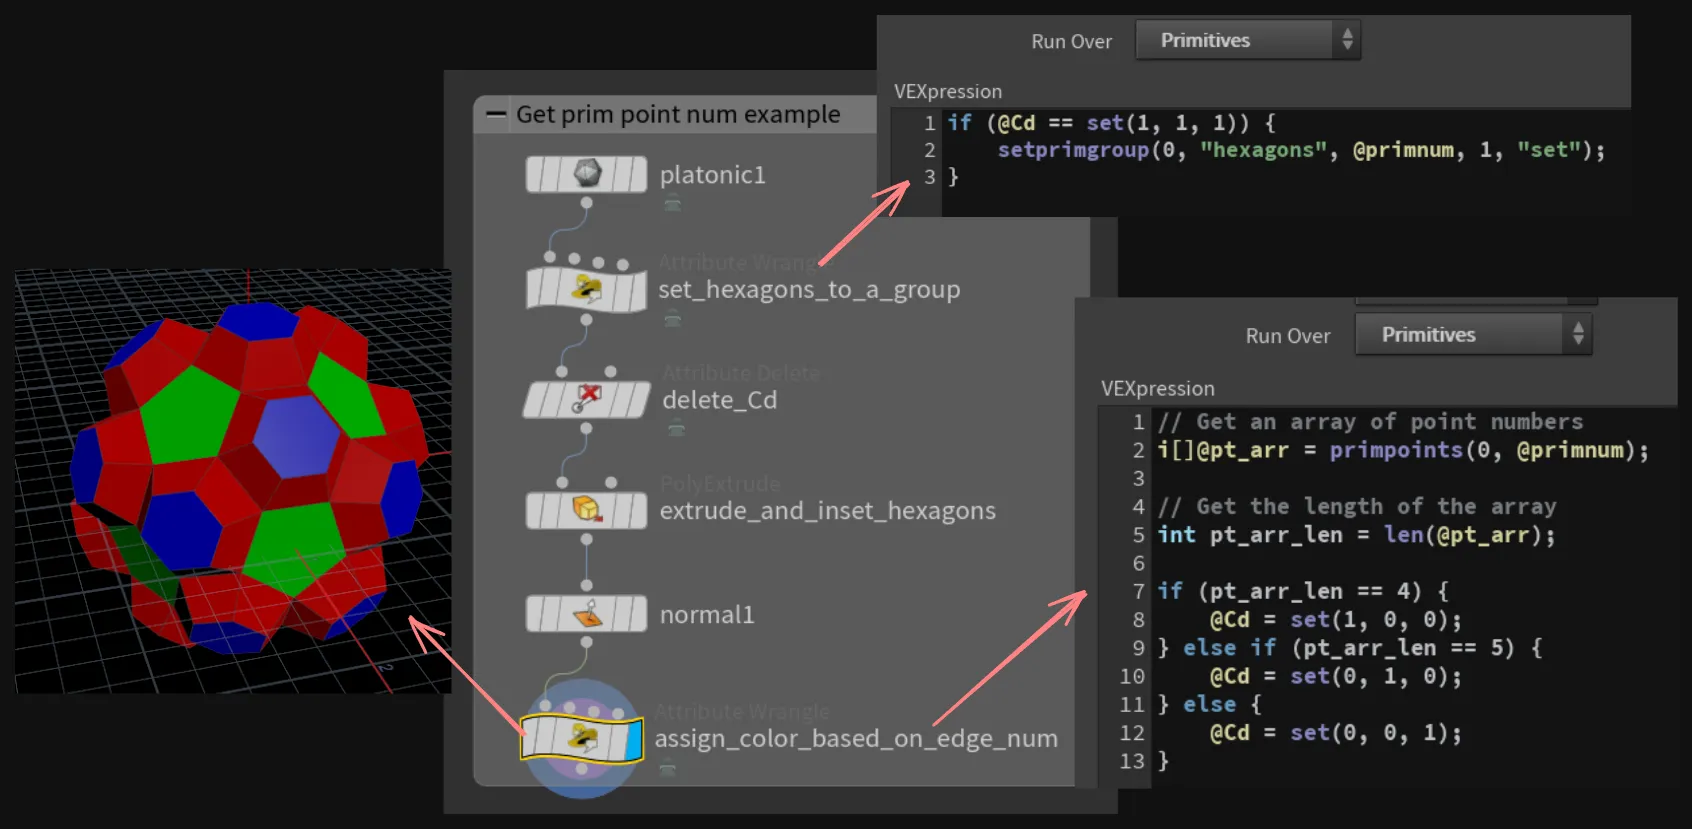 Get prim point num example
platonic1
Attribute Wrangle
set_hexagons_to_a_group
Attribute Delete
delete_Cd
PolyExtrude
extrude_and_inset_hexagons
normal1
Attribute Wrangle
assign_color_based_on_edge_num
2
Run Over
Primitives
VEXpression
1 if (@Cd == set(1, 1, 1)) {
2     setprimgroup(0, "hexagons", @primnum, 1, "set");
3 }
Run Over
Primitives
VEXpression
1 // Get an array of point numbers
2 i[]@pt_arr = primpoints(0, @primnum);
3
4 // Get the length of the array
5 int pt_arr_len = len(@pt_arr);
6
7 if (pt_arr_len == 4) {
8     @Cd = set(1, 0, 0);
9 } else if (pt_arr_len == 5) {
10     @Cd = set(0, 1, 0);
11 } else {
12     @Cd = set(0, 0, 1);
13 }